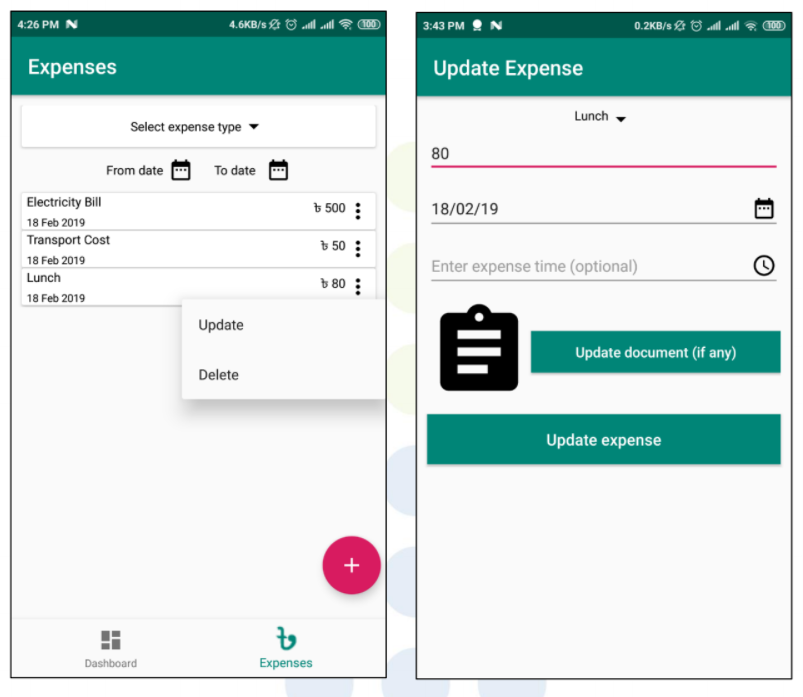 4:26 PM
4.6KB/s
100
Expenses
Select expense type
From date
To date
Electricity Bill
৳ 500
18 Feb 2019
Transport Cost
৳ 50
18 Feb 2019
Lunch
৳ 80
18 Feb 2019
Update
Delete
+
Dashboard
৳
Expenses
3:43 PM
0.2KB/s
100
Update Expense
Lunch
80
18/02/19
Enter expense time (optional)
Update document (if any)
Update expense